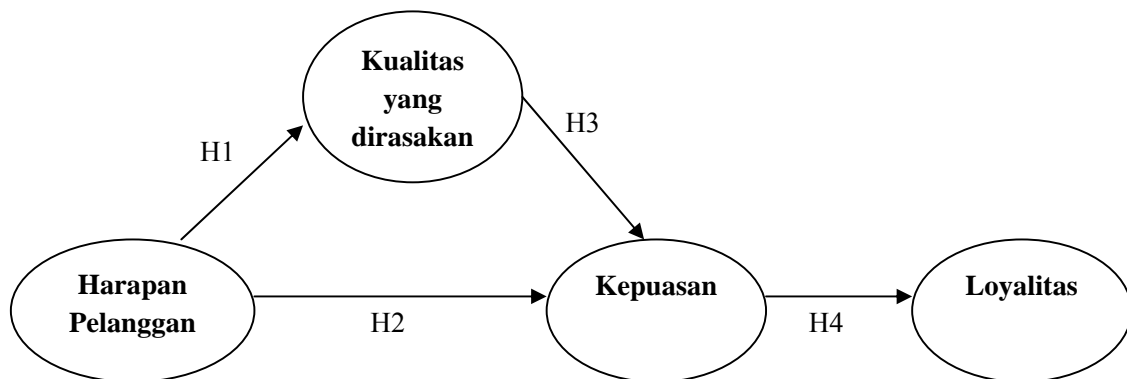 Kualitas
yang
dirasakan
H1
H3
Harapan
Pelanggan
H2
Kepuasan
H4
Loyalitas